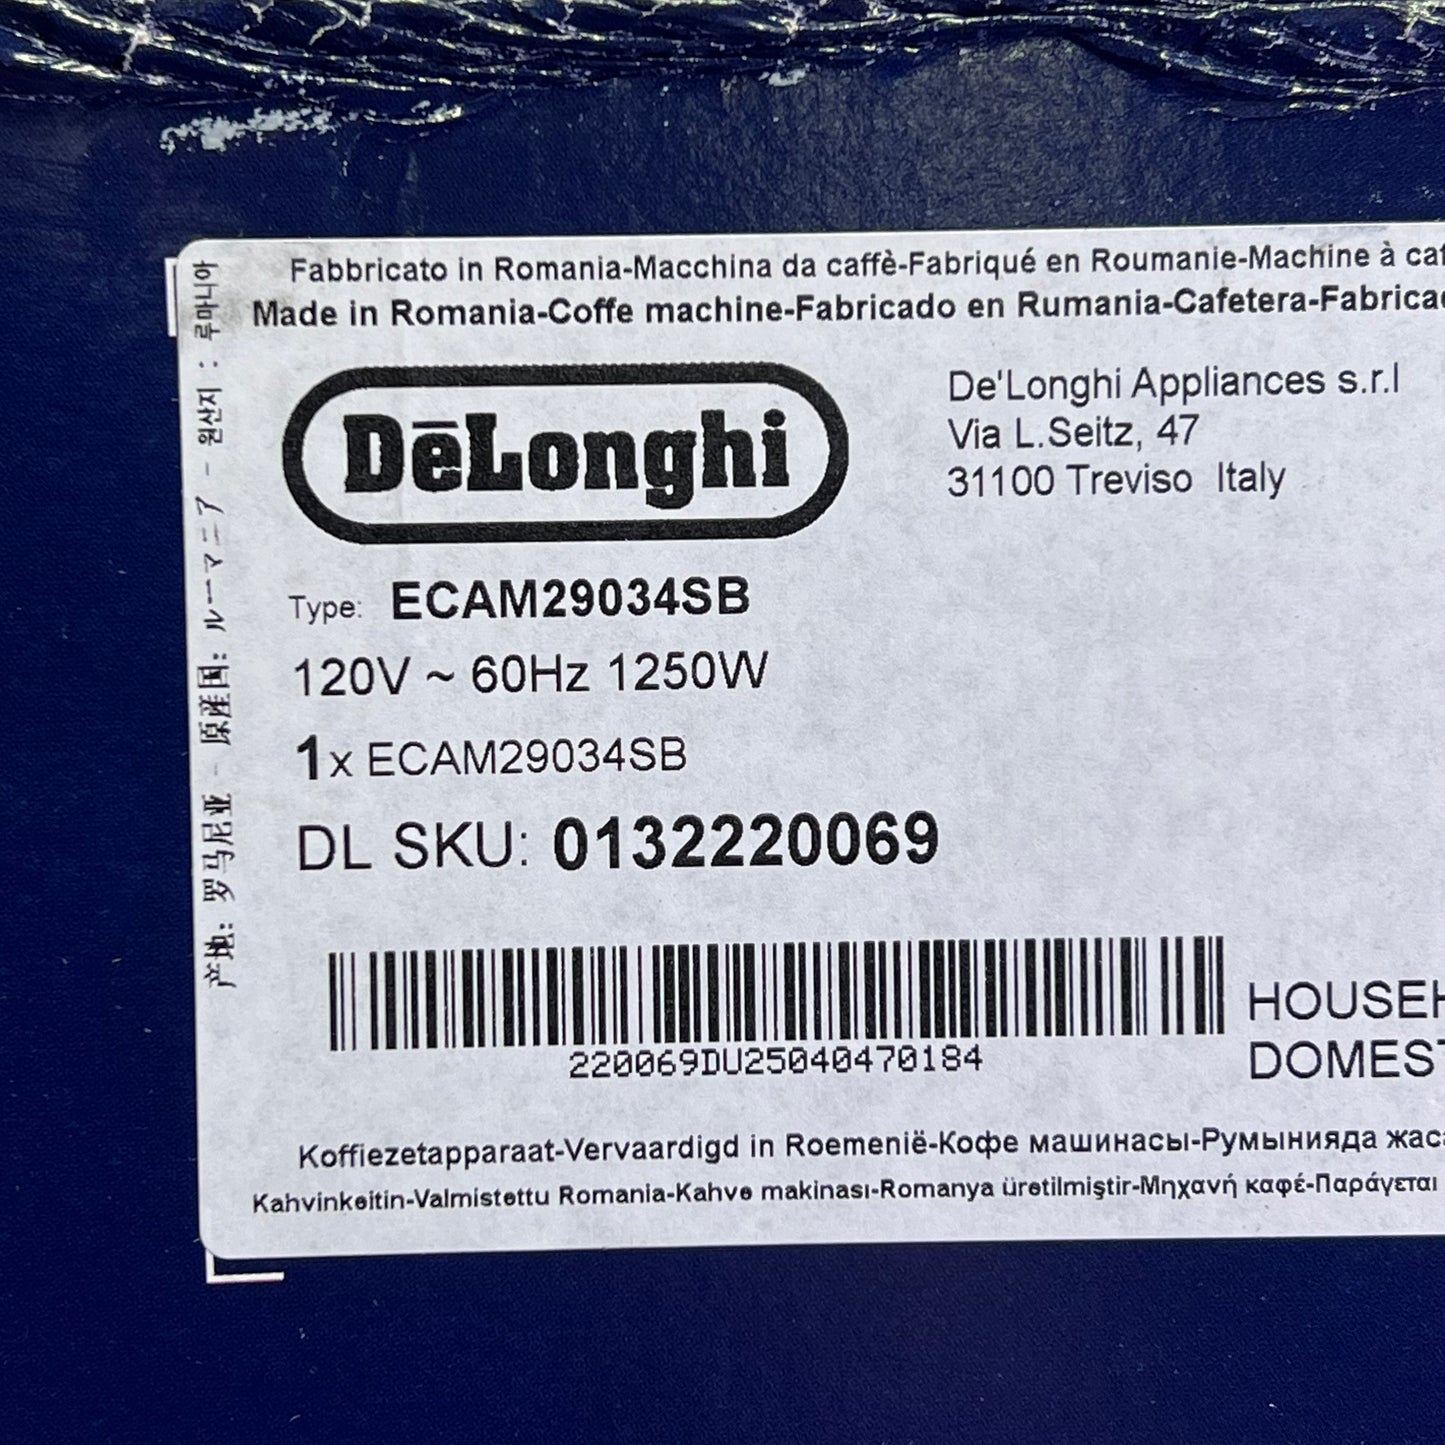 Fabbricato in Romania-Macchina da caffè-Fabriqué en Roumanie-Machine à caf
Made in Romania-Coffe machine-Fabricado en Rumania-Cafetera-Fabrica
DēLonghi
De'Longhi Appliances s.r.l
Via L.Seitz, 47
31100 Treviso Italy
Type: ECAM29034SB
120V ~ 60Hz 1250W
1x ECAM29034SB
DL SKU: 0132220069
220069DU25040470184
HOUSEH
DOMEST
Koffiezetapparaat-Vervaardigd in Roemenië-Кофе машинасы-Румынияда жас
Kahvinkeitin-Valmistettu Romania-Kahve makinası-Romanya üretilmiştir-Μηχανή καφέ-Παράγεται
产地: 罗马尼亚 - 原産国: ルーマニア - 원산지 : 루마니아